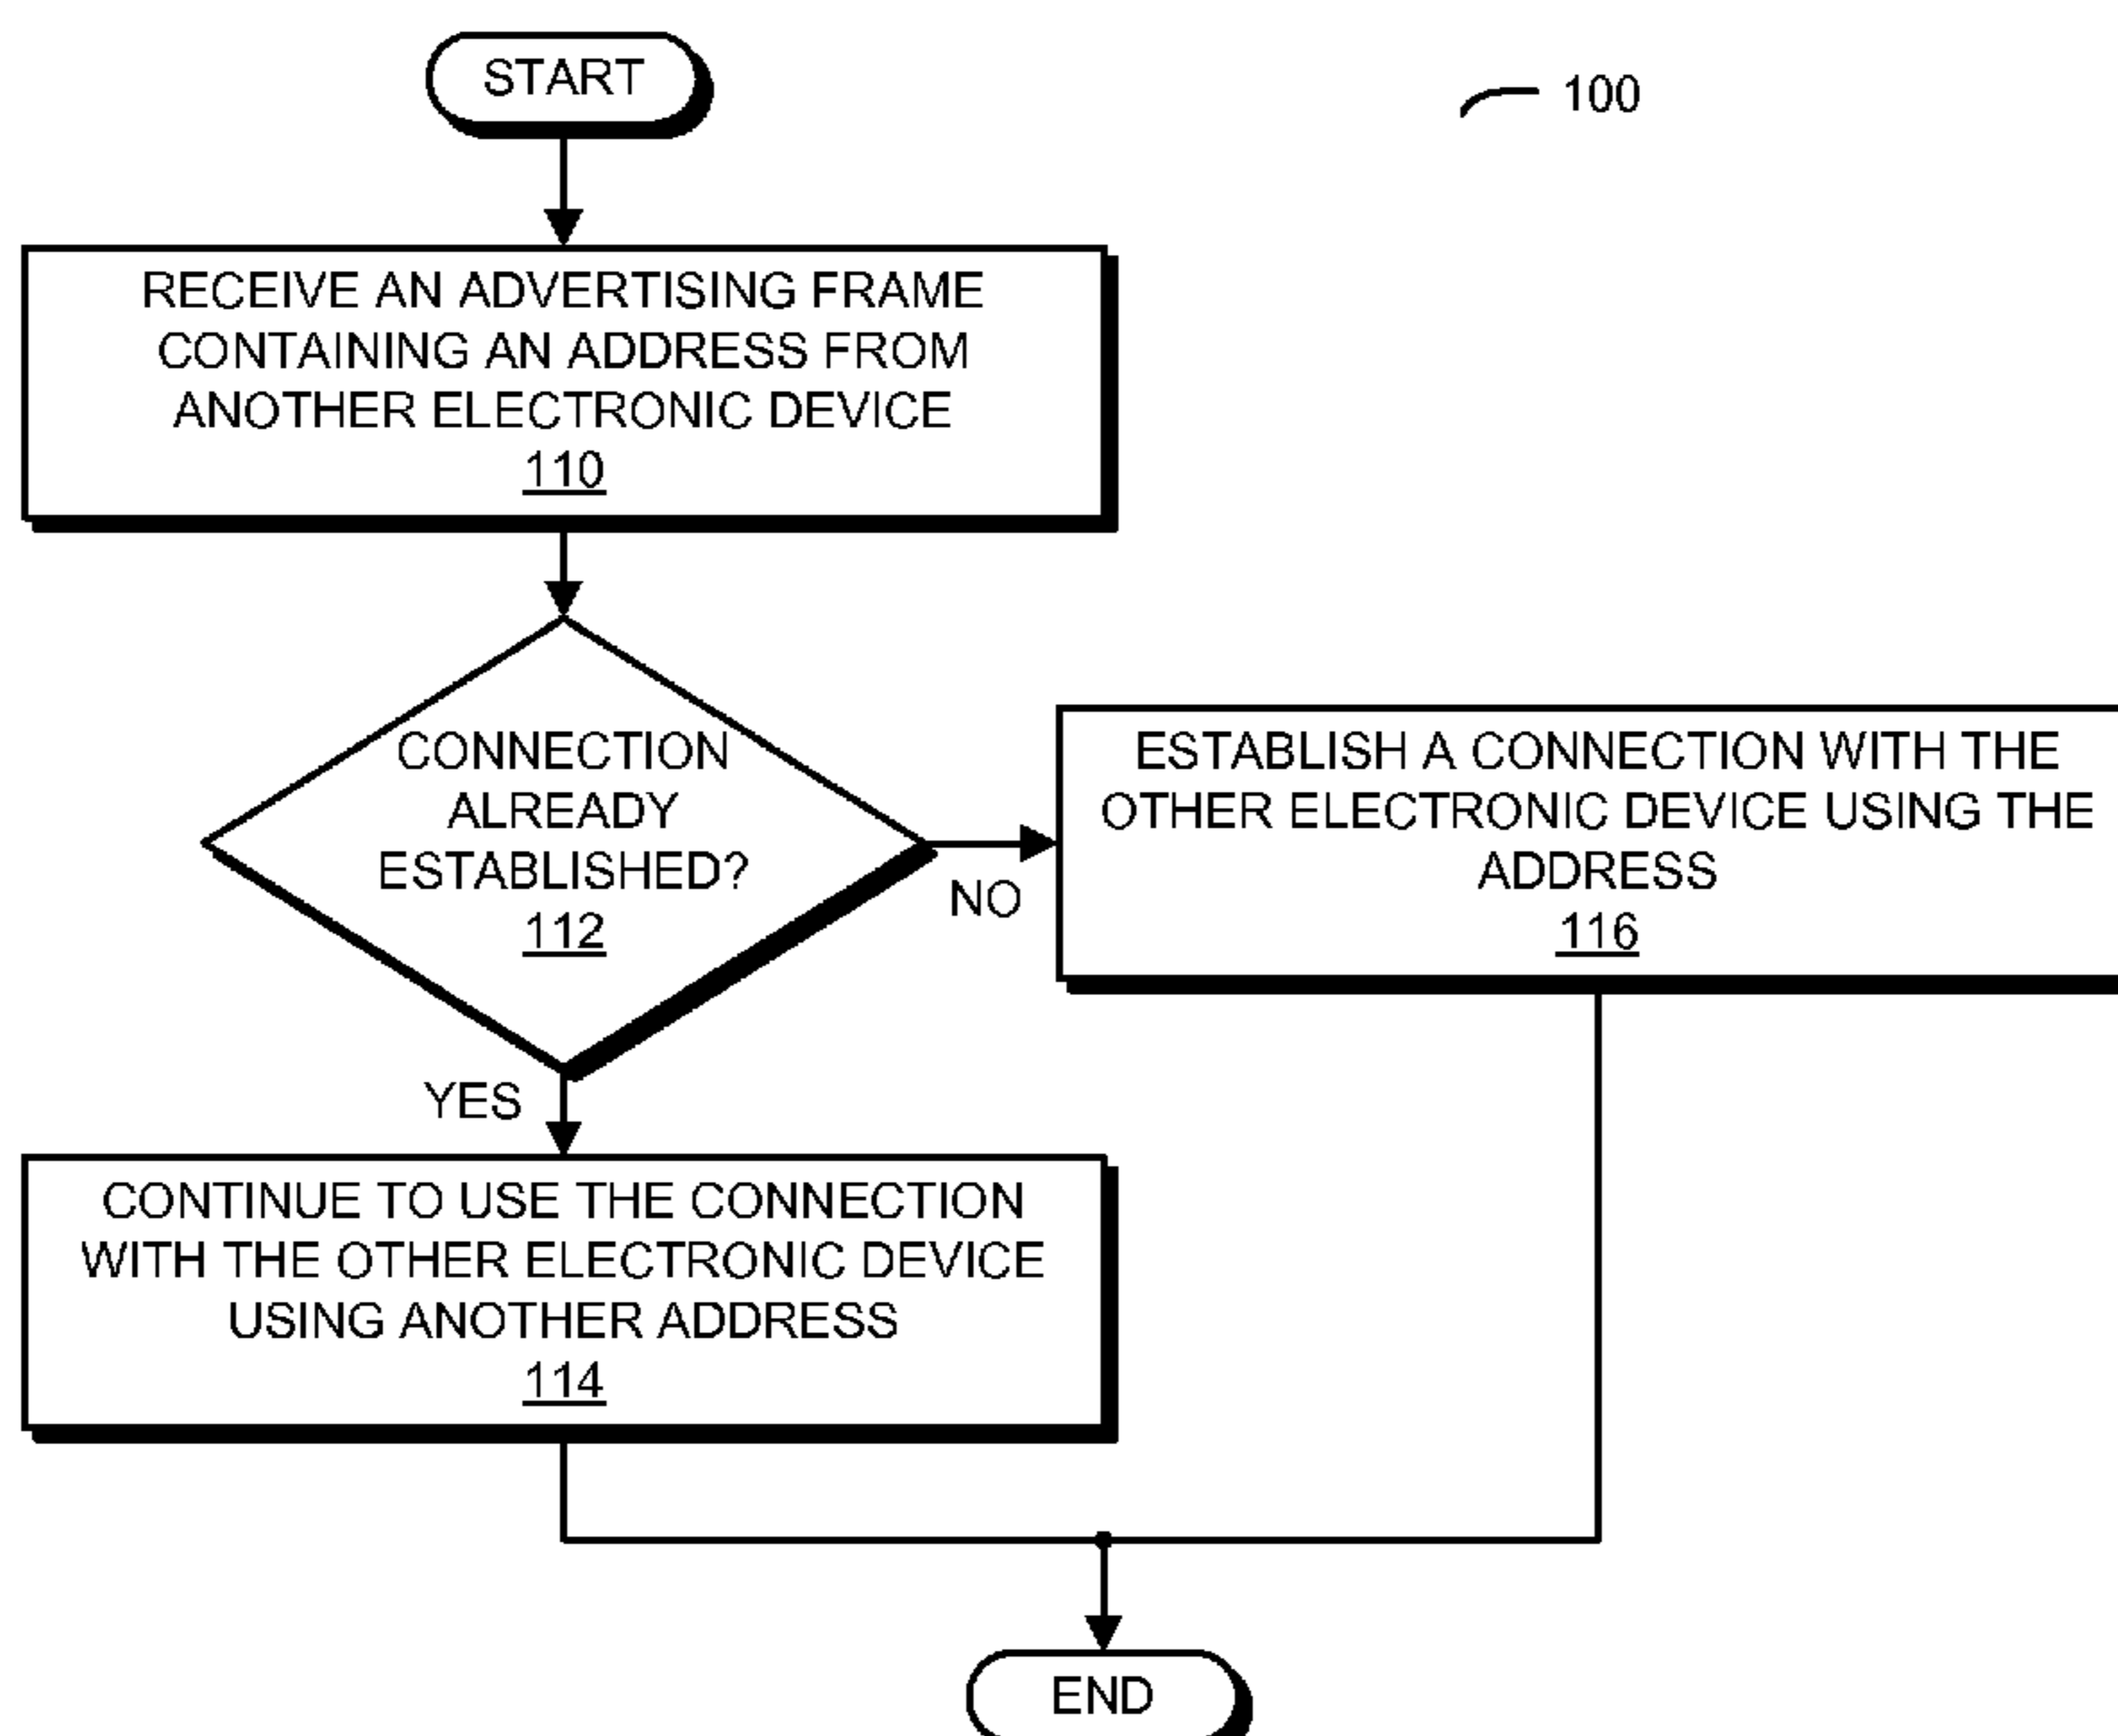 START
100
RECEIVE AN ADVERTISING FRAME
CONTAINING AN ADDRESS FROM
ANOTHER ELECTRONIC DEVICE
110
CONNECTION
ALREADY
ESTABLISHED?
112
NO
ESTABLISH A CONNECTION WITH THE
OTHER ELECTRONIC DEVICE USING THE
ADDRESS
116
YES
CONTINUE TO USE THE CONNECTION
WITH THE OTHER ELECTRONIC DEVICE
USING ANOTHER ADDRESS
114
END